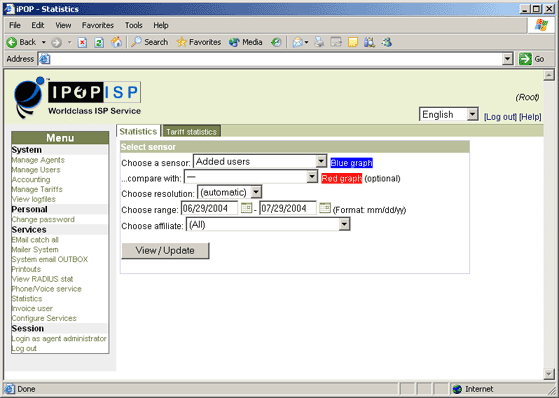 iPOP - Statistics
File Edit View Favorites Tools Help
Back Search Favorites Media
Address Go
IPOPISP
TM
Worldclass ISP Service
(Root)
English [Log out] [Help]
Menu
System
Manage Agents
Manage Users
Accounting
Manage Tariffs
View logfiles
Personal
Change password
Services
EMail catch all
Mailer System
System email OUTBOX
Printouts
View RADIUS stat
Phone/Voice service
Statistics
Invoice user
Configure Services
Session
Login as agent administrator
Log out
Statistics Tariff statistics
Select sensor
Choose a sensor: Added users Blue graph
...compare with: --- Red graph (optional)
Choose resolution: (automatic)
Choose range: 06/29/2004 - 07/29/2004 (Format: mm/dd/yy)
Choose affiliate: (All)
View / Update
Done Internet